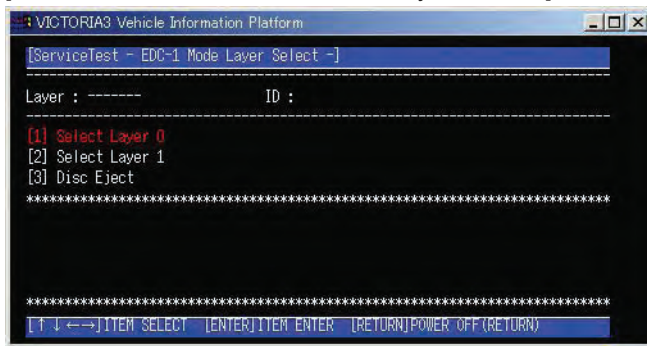 VICTORIA3 Vehicle Information Platform
[ServiceTest - EDC-1 Mode Layer Select -]
--------------------------------------------------------------------------------
Layer : ------- ID :
--------------------------------------------------------------------------------
[1] Select Layer 0
[2] Select Layer 1
[3] Disc Eject
********************************************************************************
********************************************************************************
[↑↓←→]ITEM SELECT [ENTER]ITEM ENTER [RETURN]POWER OFF(RETURN)